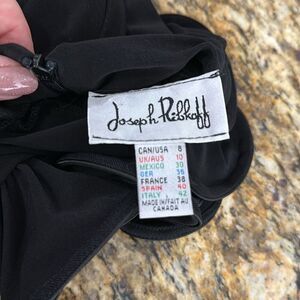 Joseph Ribkoff
CAN/USA 8
UK/AUS 10
MEXICO 30
GER 36
FRANCE 38
SPAIN 40
ITALY 42
MADE IN/FAIT AU
CANADA